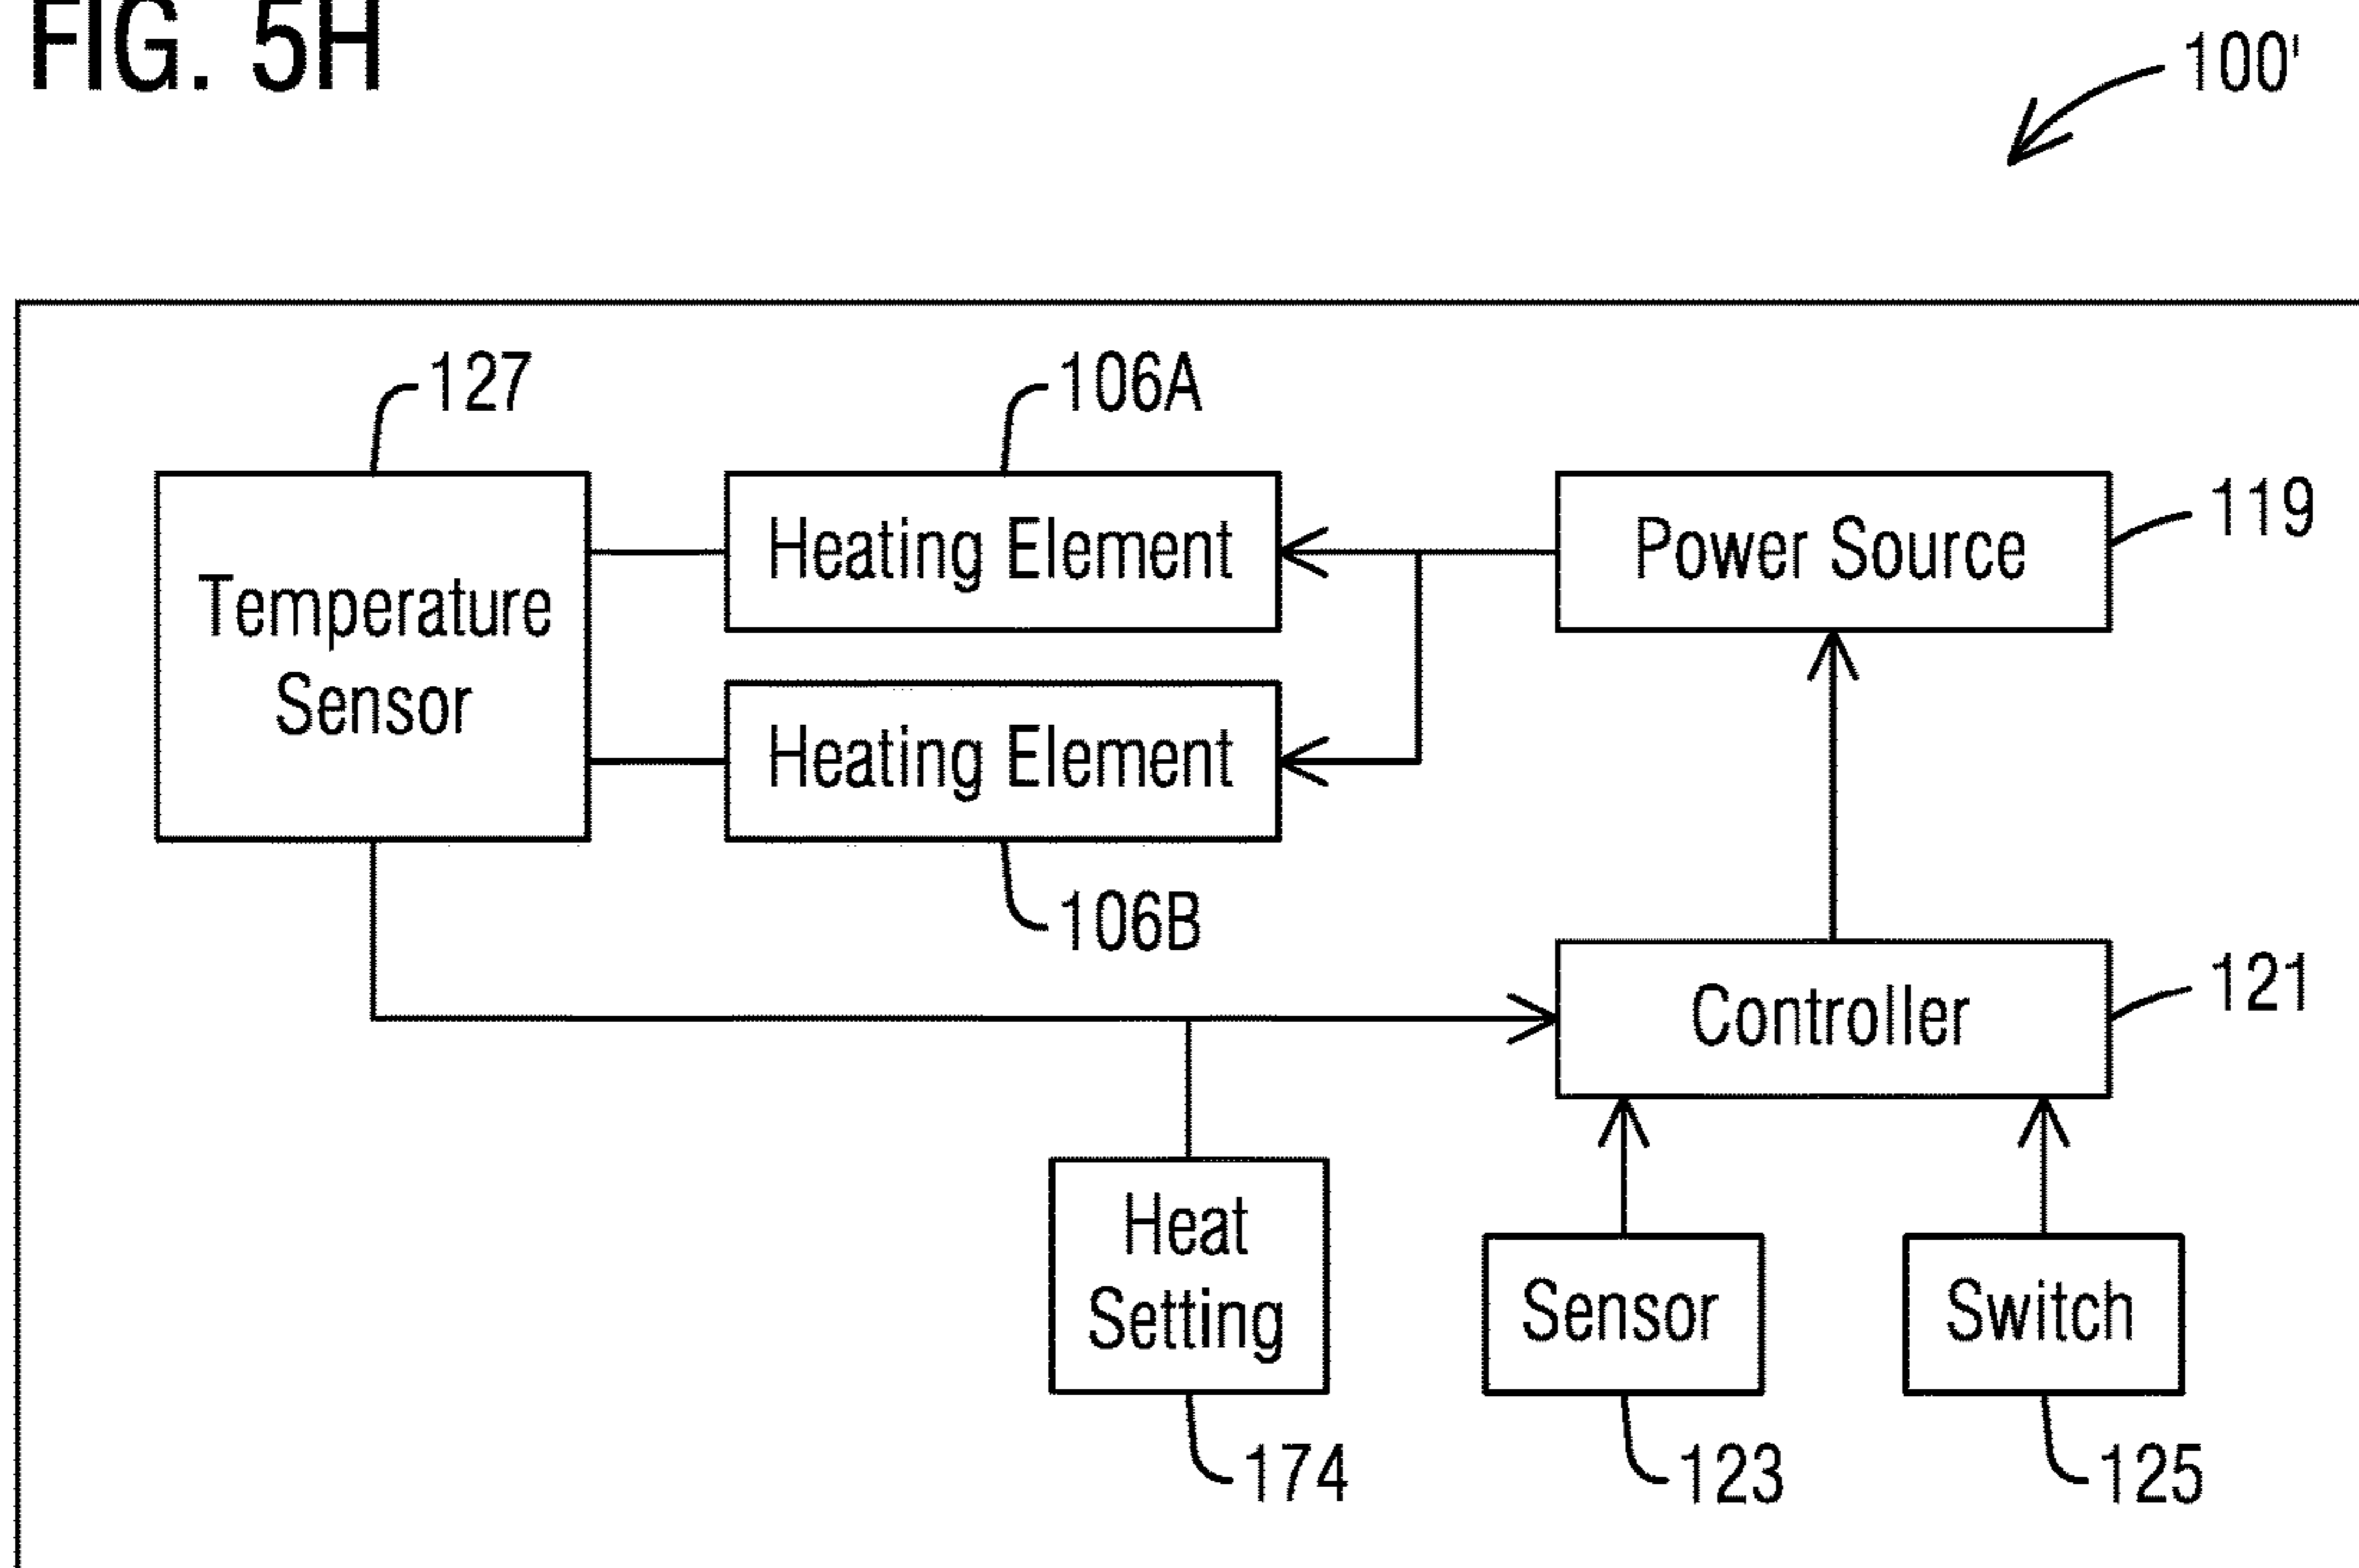 FIG. 5H
100'
127
106A
119
Heating Element
Power Source
Temperature
Sensor
Heating Element
106B
121
Controller
Heat
Setting
Sensor
Switch
174
123
125